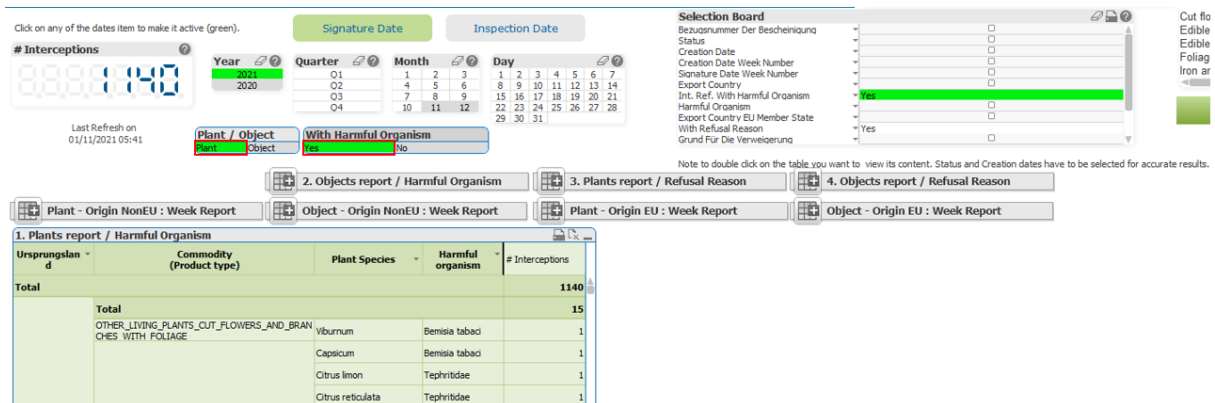 Click on any of the dates item to make it active (green).
Signature Date
Inspection Date
# Interceptions
1140
Year
2021
2020
Quarter
Q1
Q2
Q3
Q4
Month
1 2 3
4 5 6
7 8 9
10 11 12
Day
1 2 3 4 5 6 7
8 9 10 11 12 13 14
15 16 17 18 19 20 21
22 23 24 25 26 27 28
29 30 31
Last Refresh on
01/11/2021 05:41
Plant / Object
Plant Object
With Harmful Organism
Yes No
Selection Board
Bezugsnummer Der Bescheinigung
Status
Creation Date
Creation Date Week Number
Signature Date Week Number
Export Country
Int. Ref. With Harmful Organism Yes
Harmful Organism
Export Country EU Member State
With Refusal Reason Yes
Grund Für Die Verweigerung
Cut flo
Edible
Edible
Foliag
Iron ar
Note to double click on the table you want to view its content. Status and Creation dates have to be selected for accurate results.
2. Objects report / Harmful Organism
3. Plants report / Refusal Reason
4. Objects report / Refusal Reason
Plant - Origin NonEU : Week Report
Object - Origin NonEU : Week Report
Plant - Origin EU : Week Report
Object - Origin EU : Week Report
1. Plants report / Harmful Organism
Ursprungslan
d
Commodity
(Product type)
Plant Species
Harmful
organism
# Interceptions
Total 1140
Total 15
OTHER_LIVING_PLANTS_CUT_FLOWERS_AND_BRAN
CHES_WITH_FOLIAGE
Viburnum Bemisia tabaci 1
Capsicum Bemisia tabaci 1
Citrus limon Tephritidae 1
Citrus reticulata Tephritidae 1